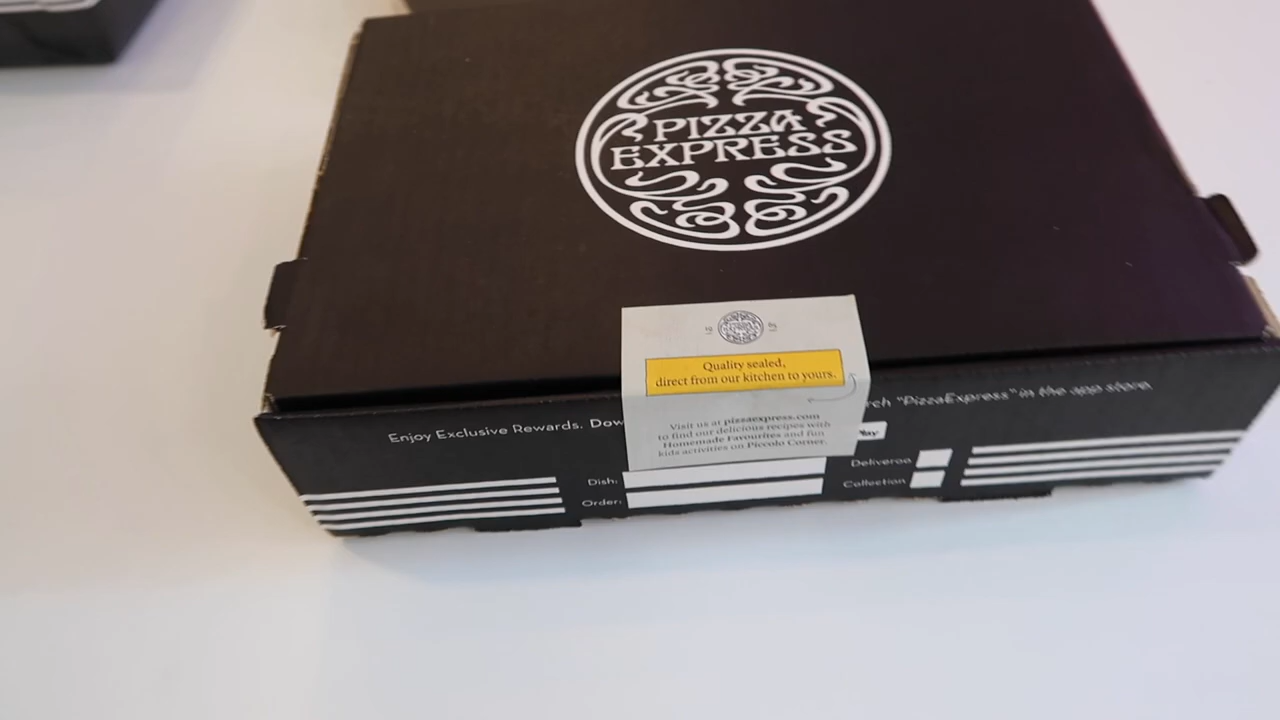 PIZZA
EXPRESS
Quality sealed,
direct from our kitchen to yours.
Visit us at pizzaexpress.com
to find our delicious recipes with
Homemade Favourites and fun
kids activities on Piccolo Corner.
Enjoy Exclusive Rewards. Dow
rch "PizzaExpress" in the app store.
Play
Dish:
Order:
Deliveroo
Collection